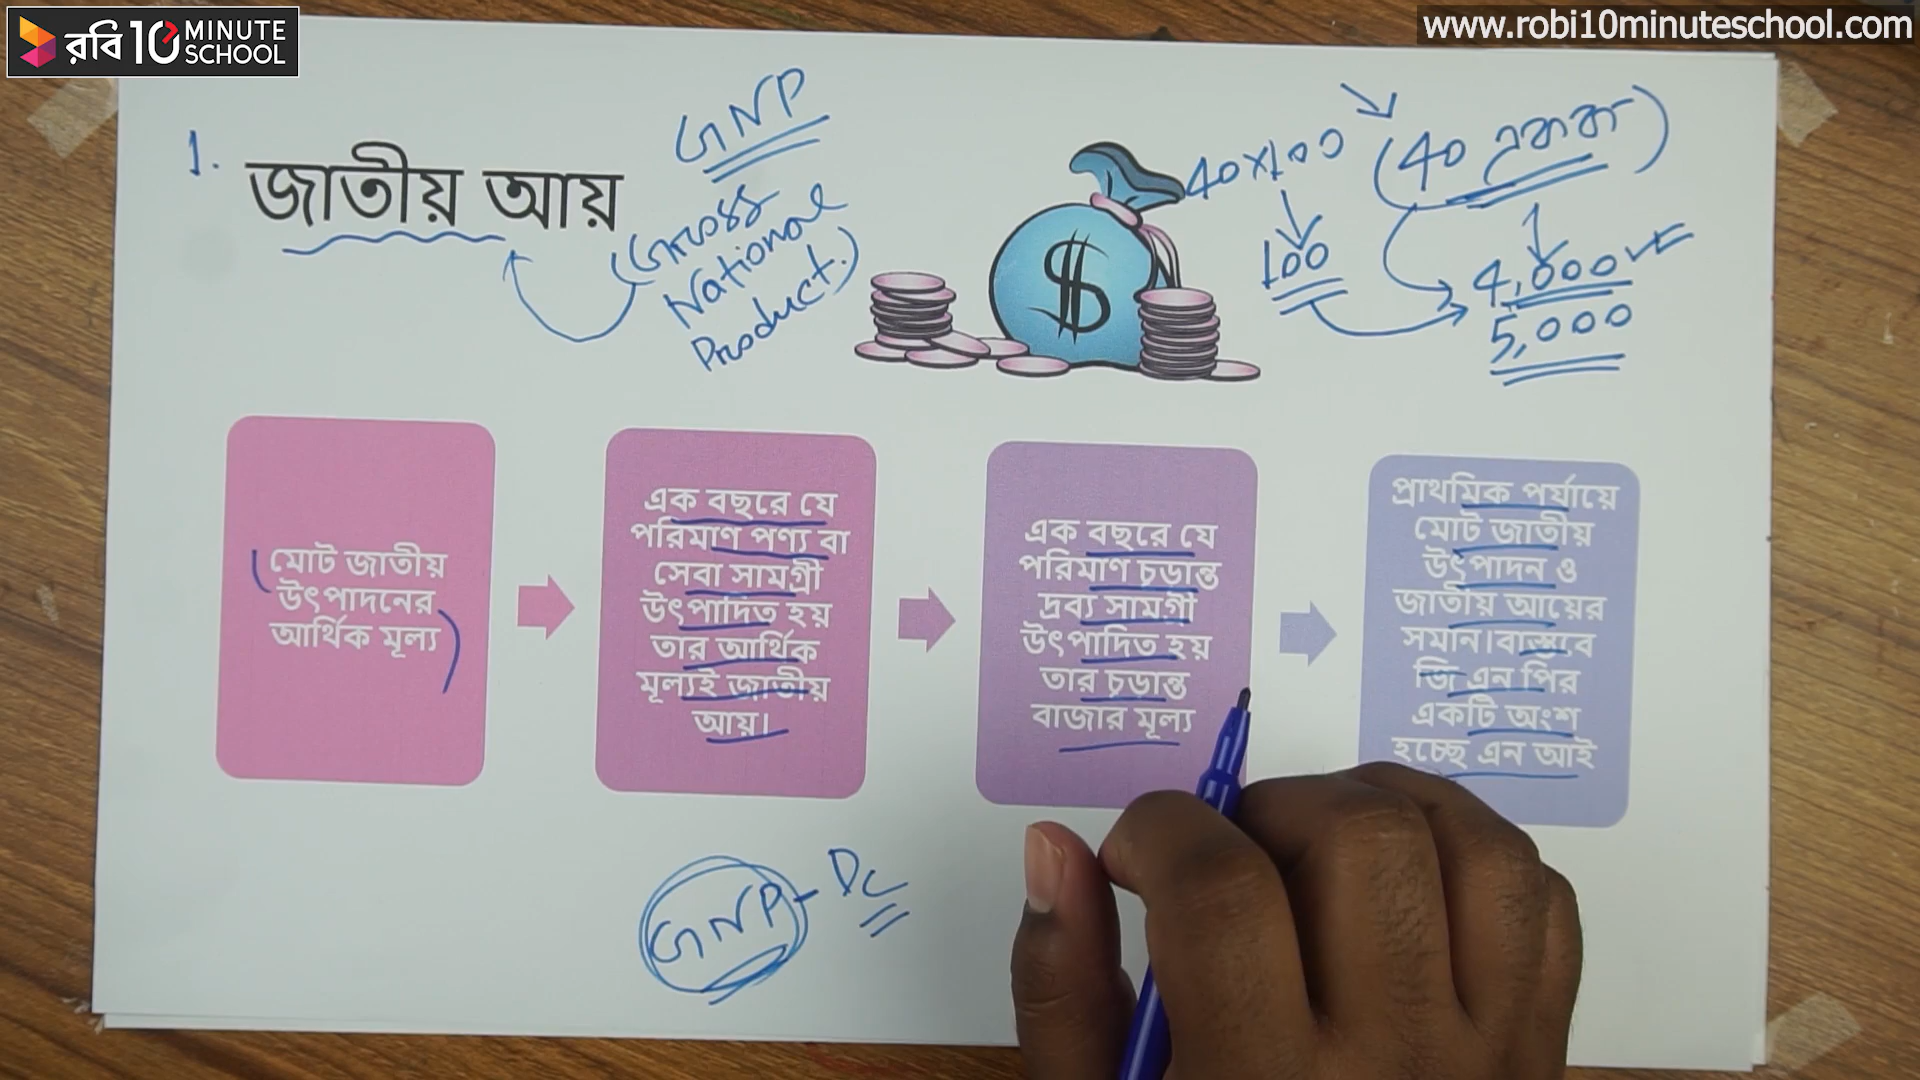 রবি 10 MINUTE SCHOOL
www.robi10minuteschool.com
1.
জাতীয় আয়
GNP
(Gross
National
Product.)
40×100
(40 একক)
100
4,000
5,000
মোট জাতীয়
উৎপাদনের
আর্থিক মূল্য
এক বছরে যে
পরিমাণ পণ্য বা
সেবা সামগ্রী
উৎপাদিত হয়
তার আর্থিক
মূল্যই জাতীয়
আয়।
এক বছরে যে
পরিমাণ চূড়ান্ত
দ্রব্য সামগ্রী
উৎপাদিত হয়
তার চূড়ান্ত
বাজার মূল্য
প্রাথমিক পর্যায়ে
মোট জাতীয়
উৎপাদন ও
জাতীয় আয়ের
সমান।বাস্তবে
জি এন পির
একটি অংশ
হচ্ছে এন আই
GNP - DC